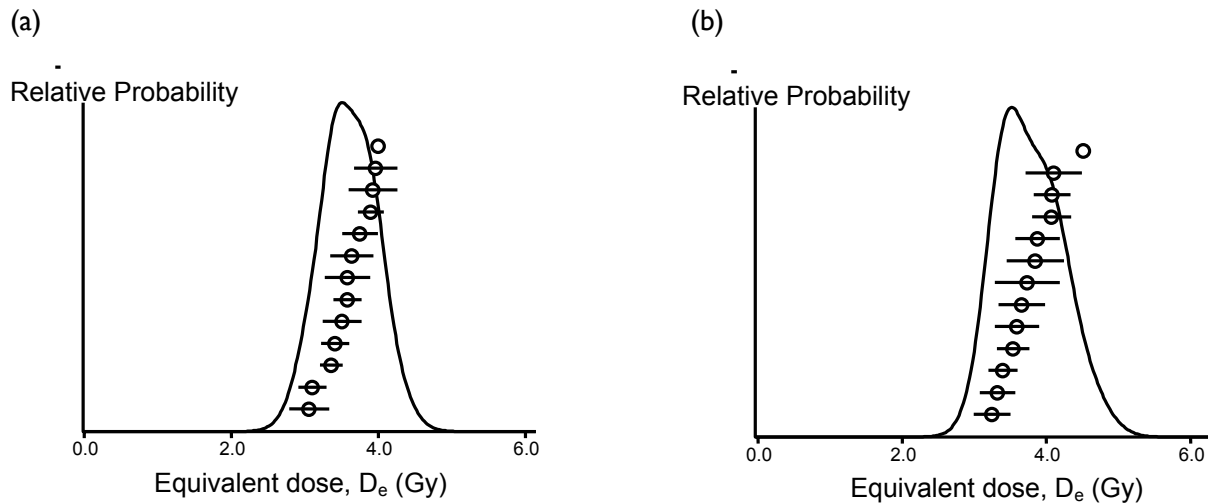 (a)
Relative Probability
0.0 2.0 4.0 6.0
Equivalent dose, Dₑ (Gy)
(b)
Relative Probability
0.0 2.0 4.0 6.0
Equivalent dose, Dₑ (Gy)